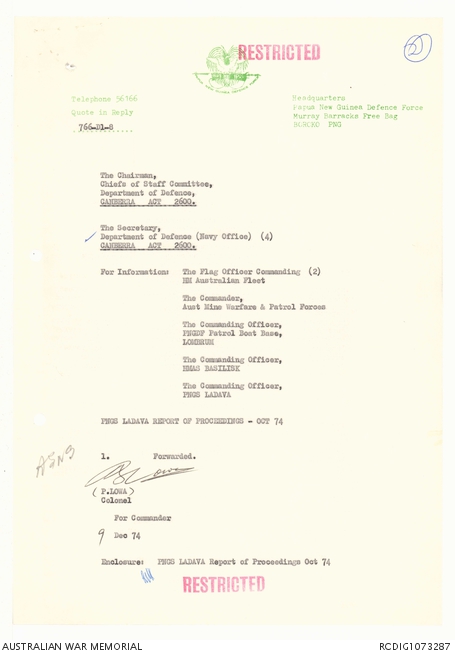 RESTRICTED
Telephone 56166
Quote in Reply
766-D1-8
Headquarters
Papua New Guinea Defence Force
Murray Barracks Free Bag
BOROKO PNG
The Chairman,
Chiefs of Staff Committee,
Department of Defence,
CANBERRA ACT 2600.
The Secretary,
Department of Defence (Navy Office) (4)
CANBERRA ACT 2600.
For Information: The Flag Officer Commanding (2)
HM Australian Fleet
The Commander,
Aust Mine Warfare & Patrol Forces
The Commanding Officer,
PNGDF Patrol Boat Base,
LOMBRUM
The Commanding Officer,
HMAS BASILISK
The Commanding Officer,
PNGS LADAVA
PNGS LADAVA REPORT OF PROCEEDINGS - OCT 74
1. Forwarded.
(P.LOWA)
Colonel
For Commander
9 Dec 74
Enclosure: PNGS LADAVA Report of Proceedings Oct 74
RESTRICTED
AUSTRALIAN WAR MEMORIAL
RCDIG1073287